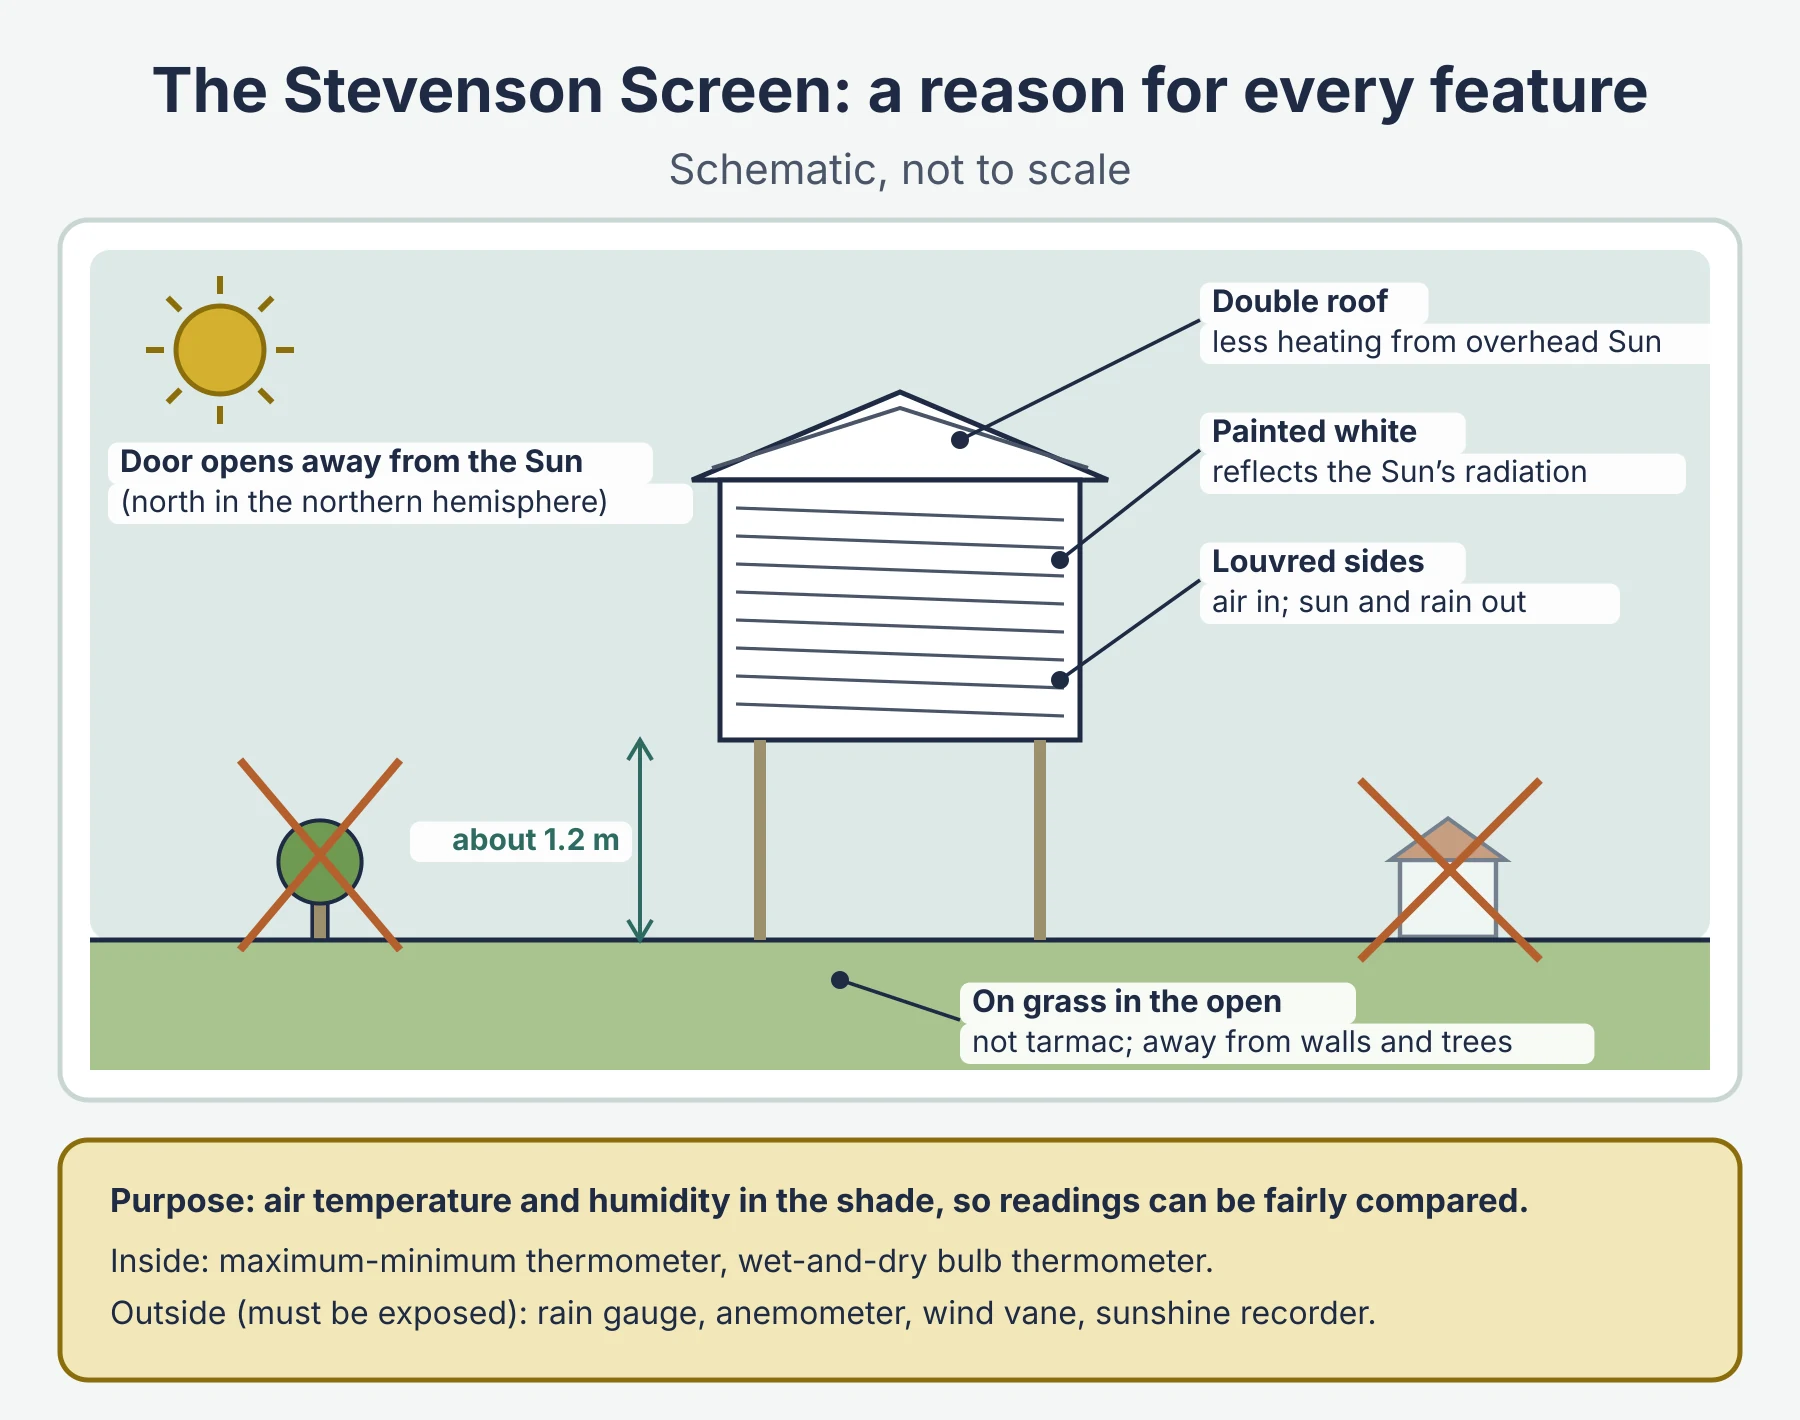 The Stevenson Screen: a reason for every feature
Schematic, not to scale
Double roof
less heating from overhead Sun
Painted white
reflects the Sun’s radiation
Door opens away from the Sun
(north in the northern hemisphere)
Louvred sides
air in; sun and rain out
about 1.2 m
On grass in the open
not tarmac; away from walls and trees
Purpose: air temperature and humidity in the shade, so readings can be fairly compared.
Inside: maximum-minimum thermometer, wet-and-dry bulb thermometer.
Outside (must be exposed): rain gauge, anemometer, wind vane, sunshine recorder.